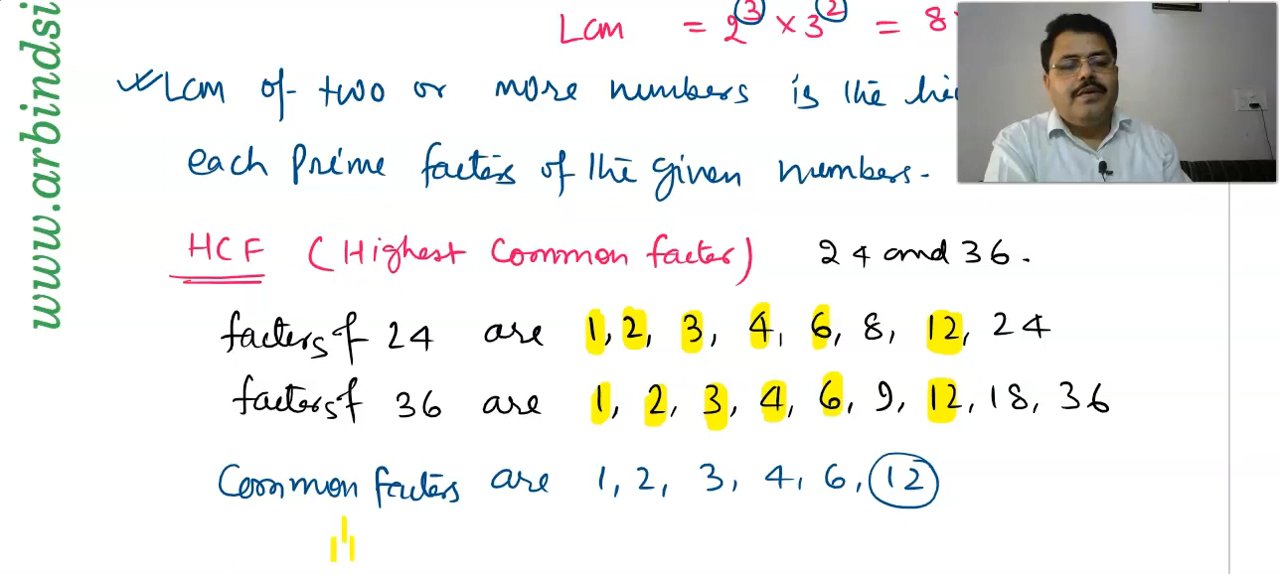 Lcm = 2³ × 3² = 8
Lcm of two or more numbers is the
each Prime factors of the given numbers.
HCF (Highest Common factor) 24 and 36.
factors of 24 are 1, 2, 3, 4, 6, 8, 12, 24
factors of 36 are 1, 2, 3, 4, 6, 9, 12, 18, 36
Common factors are 1, 2, 3, 4, 6, 12
www.arbindsi